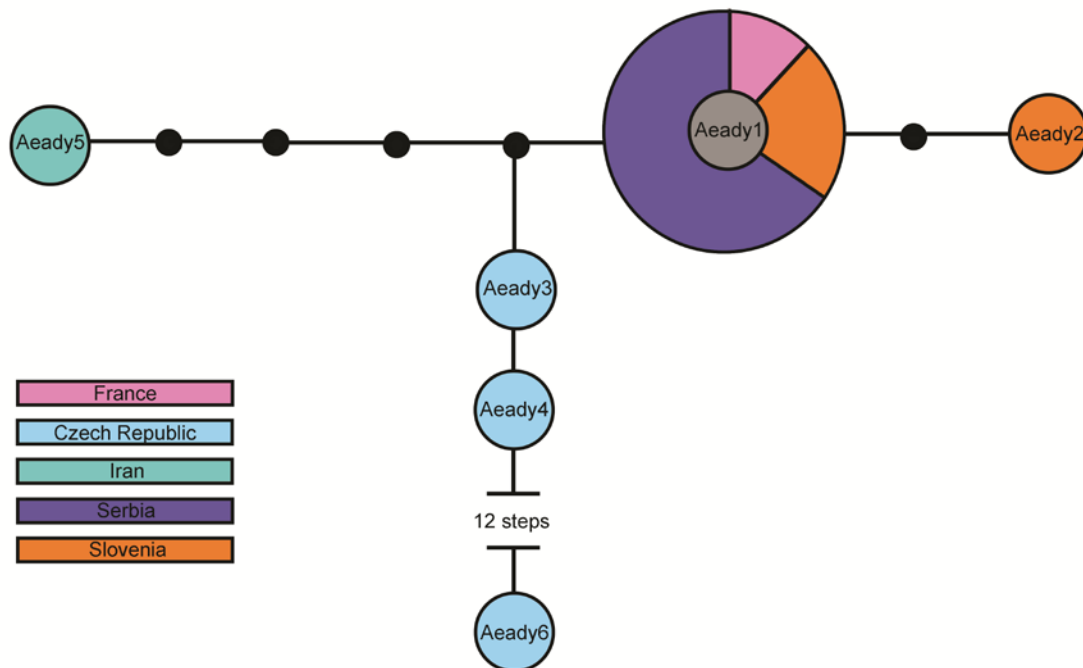 Aeady5
Aeady1
Aeady2
Aeady3
Aeady4
12 steps
Aeady6
France
Czech Republic
Iran
Serbia
Slovenia